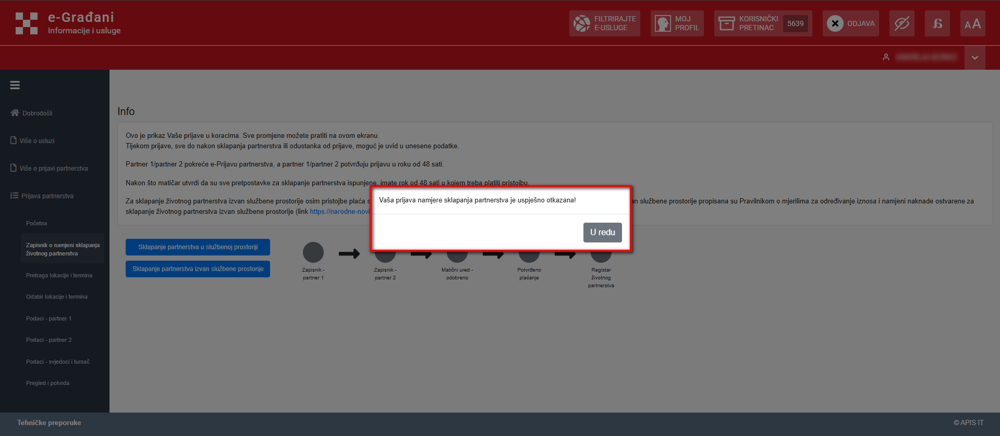 e-Građani
Informacije i usluge
FILTRIRAJTE
E-USLUGE
MOJ
PROFIL
KORISNIČKI
PRETINAC
5639
ODJAVA
AA
Dobrodošli
Više o usluzi
Više o prijavi partnerstva
Prijava partnerstva
Početna
Zapisnik o namjeni sklapanja
životnog partnerstva
Pretraga lokacije i termina
Odabir lokacije i termina
Podaci - partner 1
Podaci - partner 2
Podaci - svjedoci i tumač
Pregled i potvrda
Info
Ovo je prikaz Vaše prijave u koracima. Sve promjene možete pratiti na ovom ekranu.
Tijekom prijave, sve do nakon sklapanja partnerstva ili odustanka od prijave, moguć je uvid u unesene podatke.
Partner 1/partner 2 pokreće e-Prijavu partnerstva, a partner 1/partner 2 potvrđuju prijavu u roku od 48 sati.
Nakon što matičar utvrdi da su sve pretpostavke za sklapanje partnerstva ispunjene, imate rok od 48 sati u kojem treba platiti pristojbu.
Za sklapanje životnog partnerstva izvan službene prostorije osim pristojbe plaća s
an službene prostorije propisana su Pravilnikom o mjerilima za određivanje iznosa i namjeni naknade ostvarene za
sklapanje životnog partnerstva izvan službene prostorije (link https://narodne-novi
Vaša prijava namjere sklapanja partnerstva je uspješno otkazana!
U redu
Sklapanje partnerstva u službenoj prostoriji
Sklapanje partnerstva izvan službene prostorije
Zapisnik -
partner 1
Zapisnik -
partner 2
Matični ured -
odobreno
Potvrđeno
plaćanje
Registar
životnog
partnerstva
Tehničke preporuke
© APIS IT